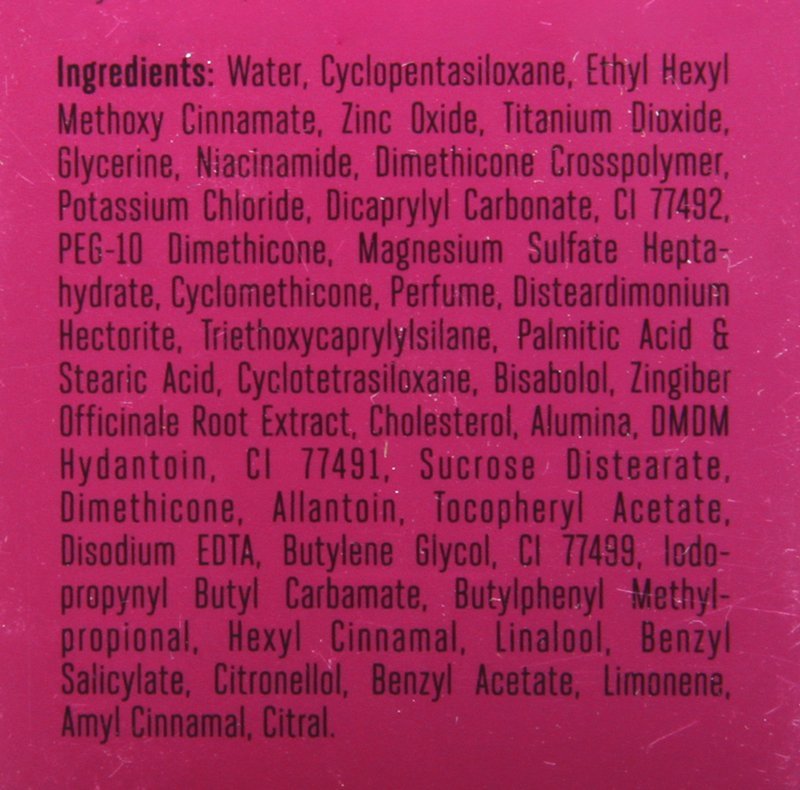 Ingredients: Water, Cyclopentasiloxane, Ethyl Hexyl
Methoxy Cinnamate, Zinc Oxide, Titanium Dioxide,
Glycerine, Niacinamide, Dimethicone Crosspolymer,
Potassium Chloride, Dicaprylyl Carbonate, CI 77492,
PEG-10 Dimethicone, Magnesium Sulfate Hepta-
hydrate, Cyclomethicone, Perfume, Disteardimonium
Hectorite, Triethoxycaprylylsilane, Palmitic Acid &
Stearic Acid, Cyclotetrasiloxane, Bisabolol, Zingiber
Officinale Root Extract, Cholesterol, Alumina, DMDM
Hydantoin, CI 77491, Sucrose Distearate,
Dimethicone, Allantoin, Tocopheryl Acetate,
Disodium EDTA, Butylene Glycol, CI 77499, Iodo-
propynyl Butyl Carbamate, Butylphenyl Methyl-
propional, Hexyl Cinnamal, Linalool, Benzyl
Salicylate, Citronellol, Benzyl Acetate, Limonene,
Amyl Cinnamal, Citral.